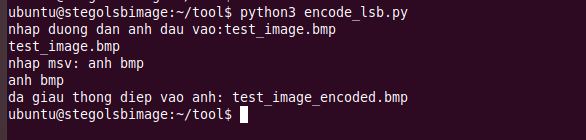 ubuntu@stegolsbimage:~/tool$ python3 encode_lsb.py
nhap duong dan anh dau vao:test_image.bmp
test_image.bmp
nhap msv: anh bmp
anh bmp
da giau thong diep vao anh: test_image_encoded.bmp
ubuntu@stegolsbimage:~/tool$